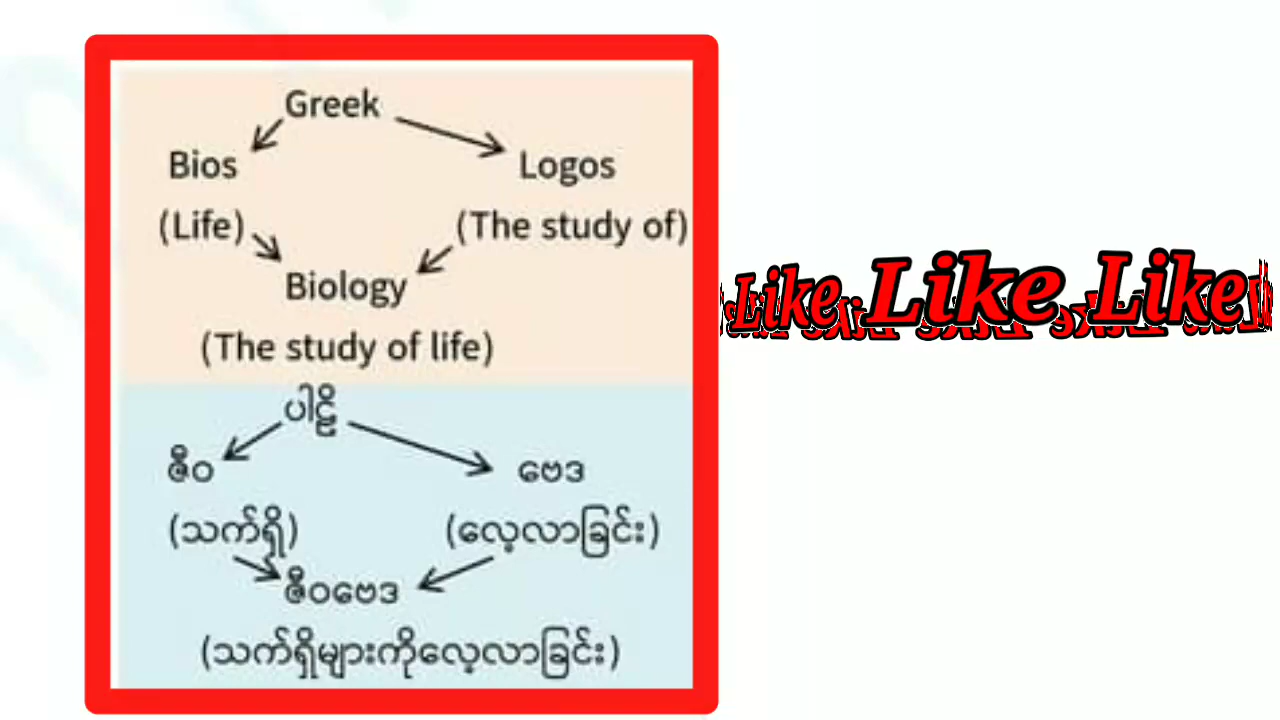 Greek
Bios Logos
(Life) (The study of)
Biology
(The study of life)
ပါဠိ
ဇီဝ ဗေဒ
(သက်ရှိ) (လေ့လာခြင်း)
ဇီဝဗေဒ
(သက်ရှိများကိုလေ့လာခြင်း)
Like Like Like